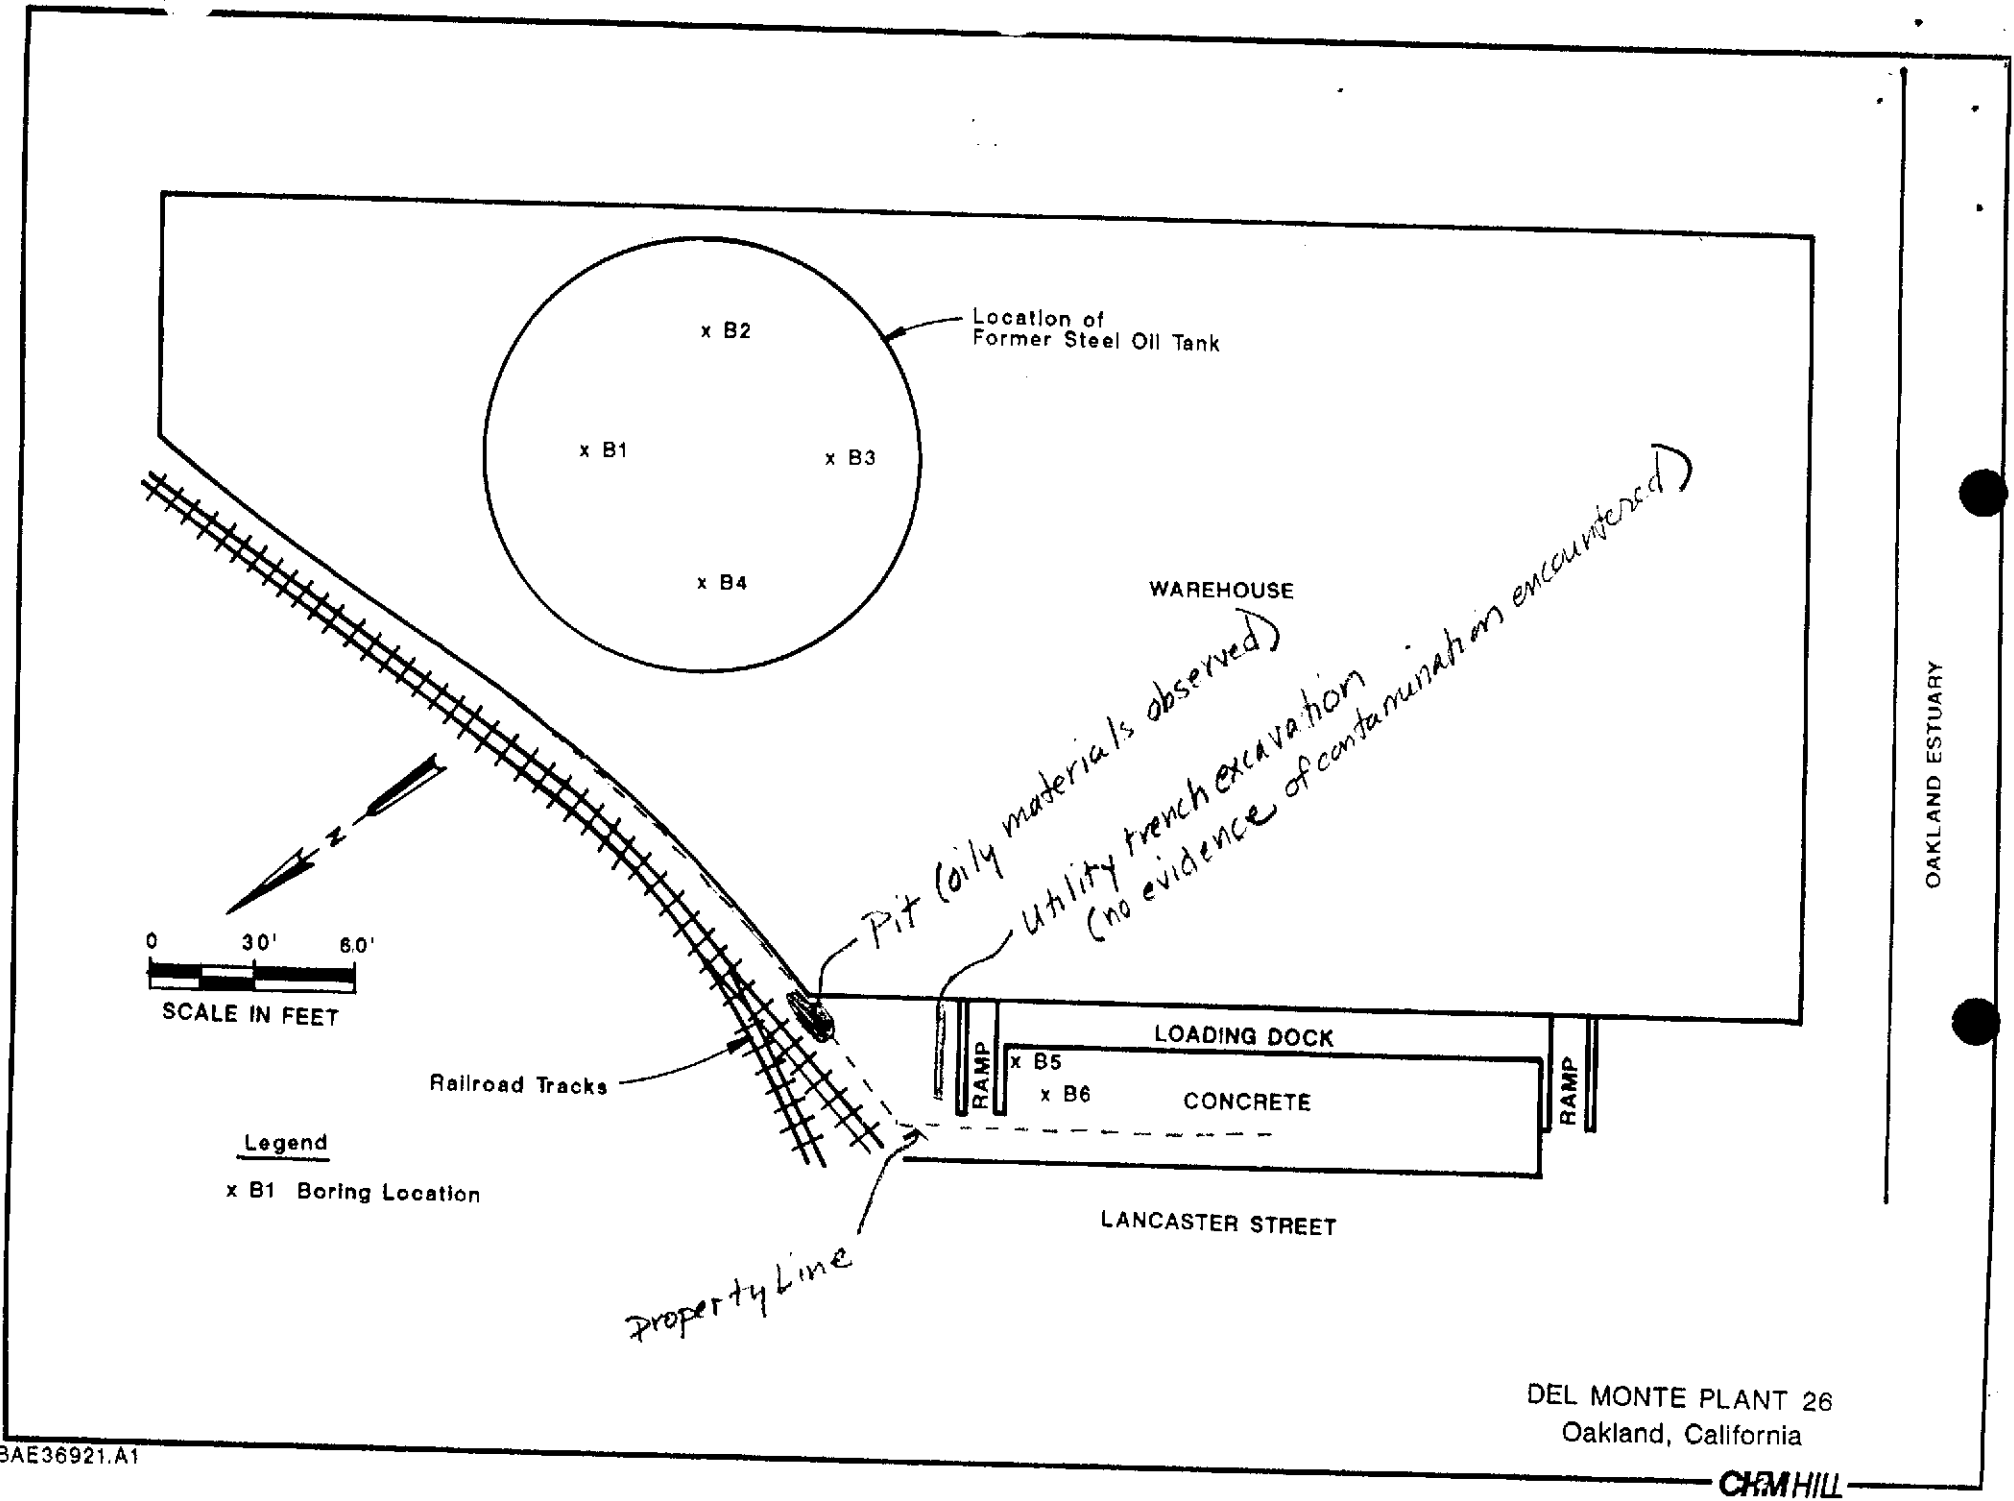 x B2
Location of
Former Steel Oil Tank
x B1
x B3
x B4
WAREHOUSE
Pit (oily materials observed)
Utility trench excavation
(no evidence of contamination encountered)
OAKLAND ESTUARY
N
0 30' 60'
SCALE IN FEET
Railroad Tracks
RAMP
LOADING DOCK
x B5
x B6
CONCRETE
RAMP
Legend
x B1 Boring Location
LANCASTER STREET
Property Line
DEL MONTE PLANT 26
Oakland, California
BAE36921.A1
CH2M HILL